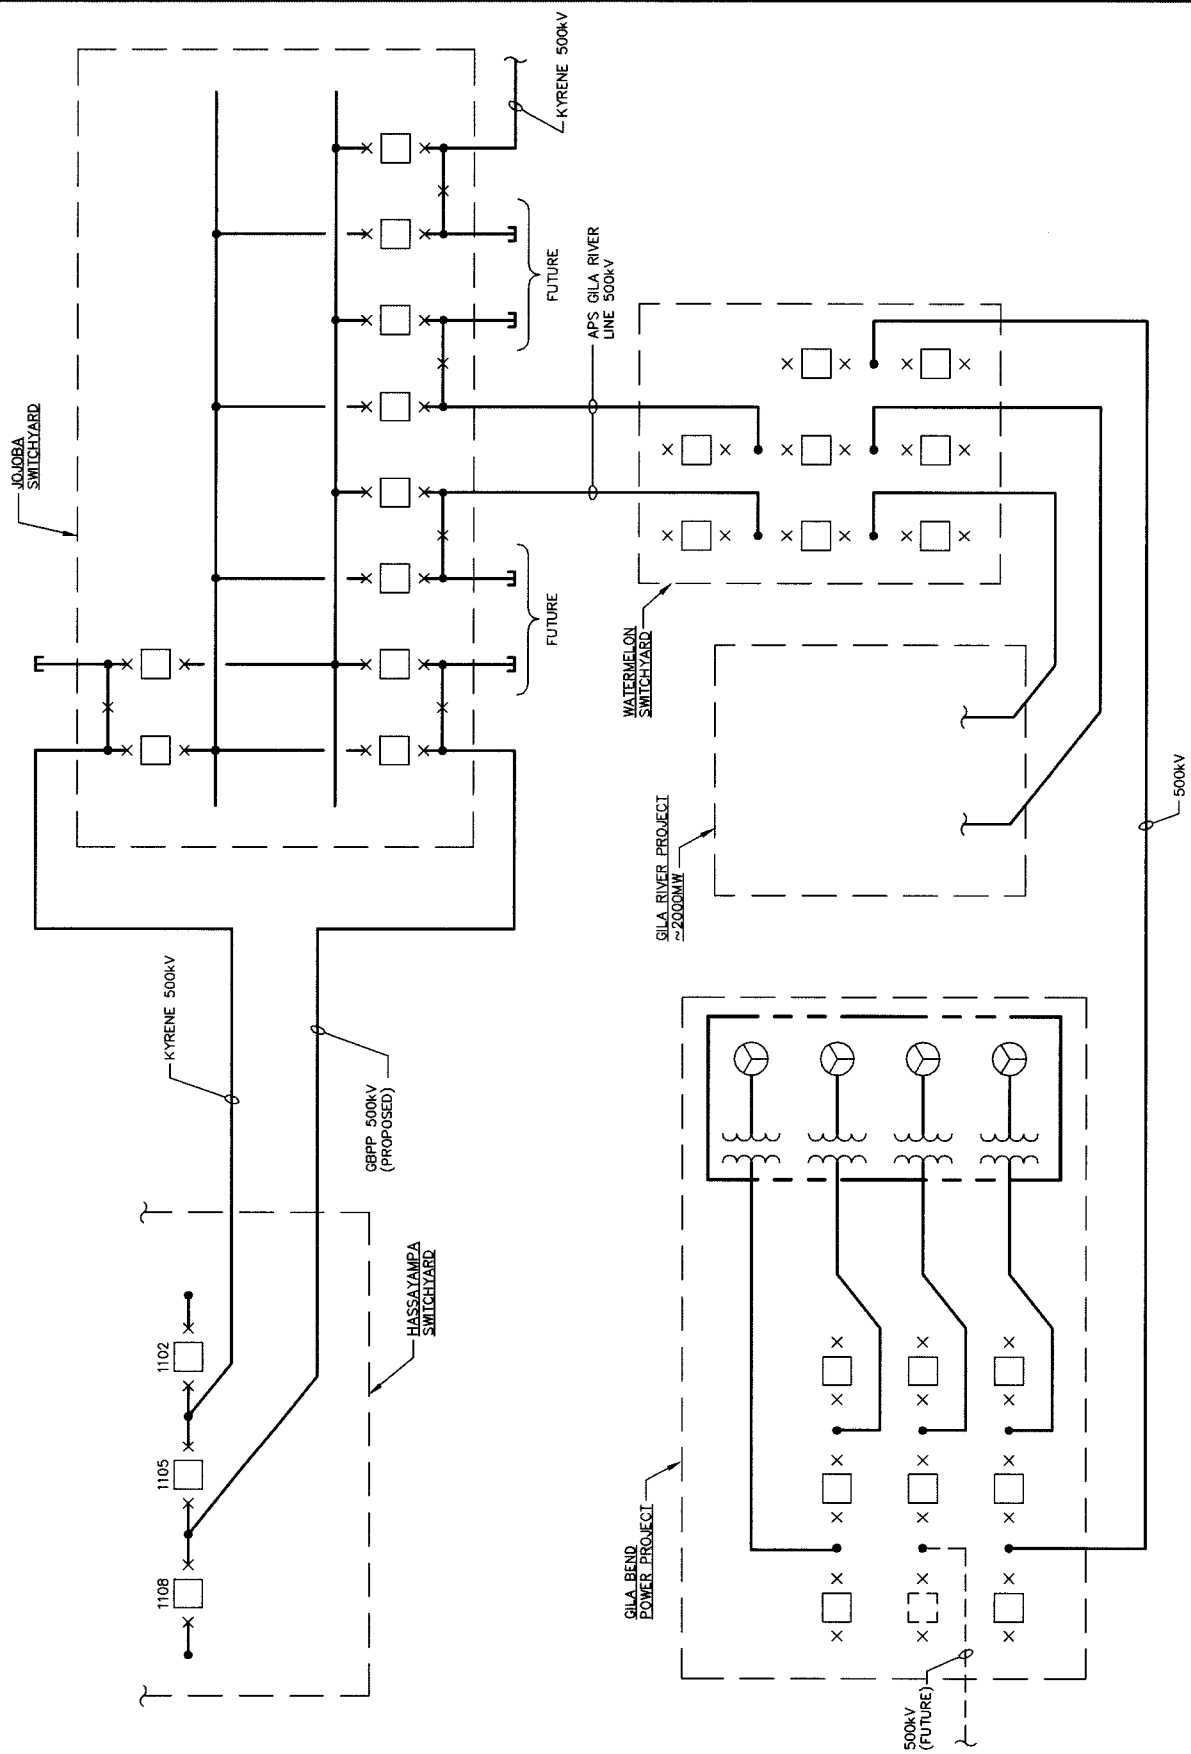 JOJOBA
SWITCHYARD
KYRENE 500kV
KYRENE 500kV
GBPP 500kV
(PROPOSED)
FUTURE
FUTURE
APS GILA RIVER
LINE 500kV
1108
1105
1102
HASSAYAMPA
SWITCHYARD
WATERMELON
SWITCHYARD
GILA RIVER PROJECT
~2000MW
GILA BEND
POWER PROJECT
500kV
(FUTURE)
500kV